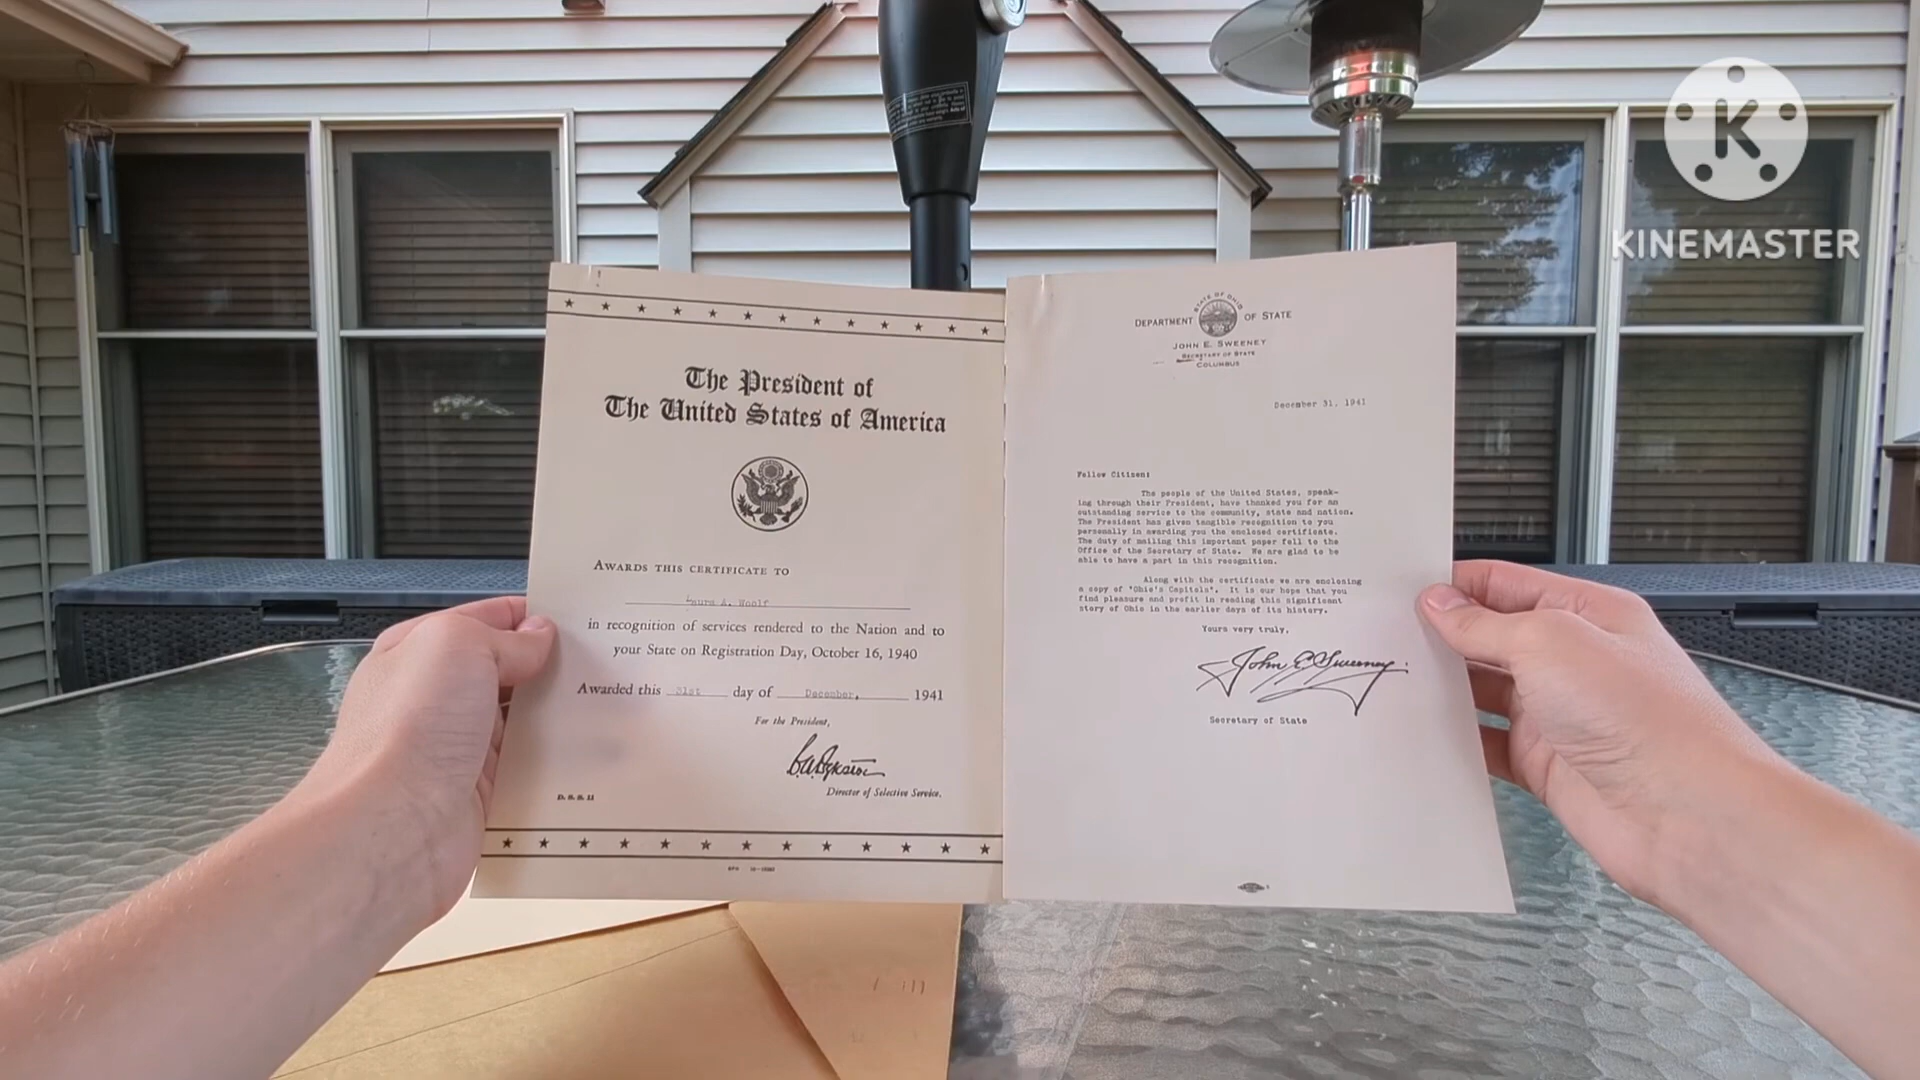 The President of
The United States of America
AWARDS THIS CERTIFICATE TO
Laura A. Woolf
in recognition of services rendered to the Nation and to
your State on Registration Day, October 16, 1940
Awarded this 31st day of December, 1941
For the President,
Director of Selective Service.
D. S. S. 11
STATE OF OHIO
DEPARTMENT OF STATE
JOHN E. SWEENEY
SECRETARY OF STATE
COLUMBUS
December 31, 1941
Fellow Citizen:
The people of the United States, speak-
ing through their President, have thanked you for an
outstanding service to the community, state and nation.
The President has given tangible recognition to you
personally in awarding you the enclosed certificate.
The duty of mailing this important paper fell to the
Office of the Secretary of State. We are glad to be
able to have a part in this recognition.
Along with the certificate we are enclosing
a copy of "Ohio's Capitols". It is our hope that you
find pleasure and profit in reading this significant
story of Ohio in the earlier days of its history.
Yours very truly,
John E. Sweeney.
Secretary of State
K
KINEMASTER